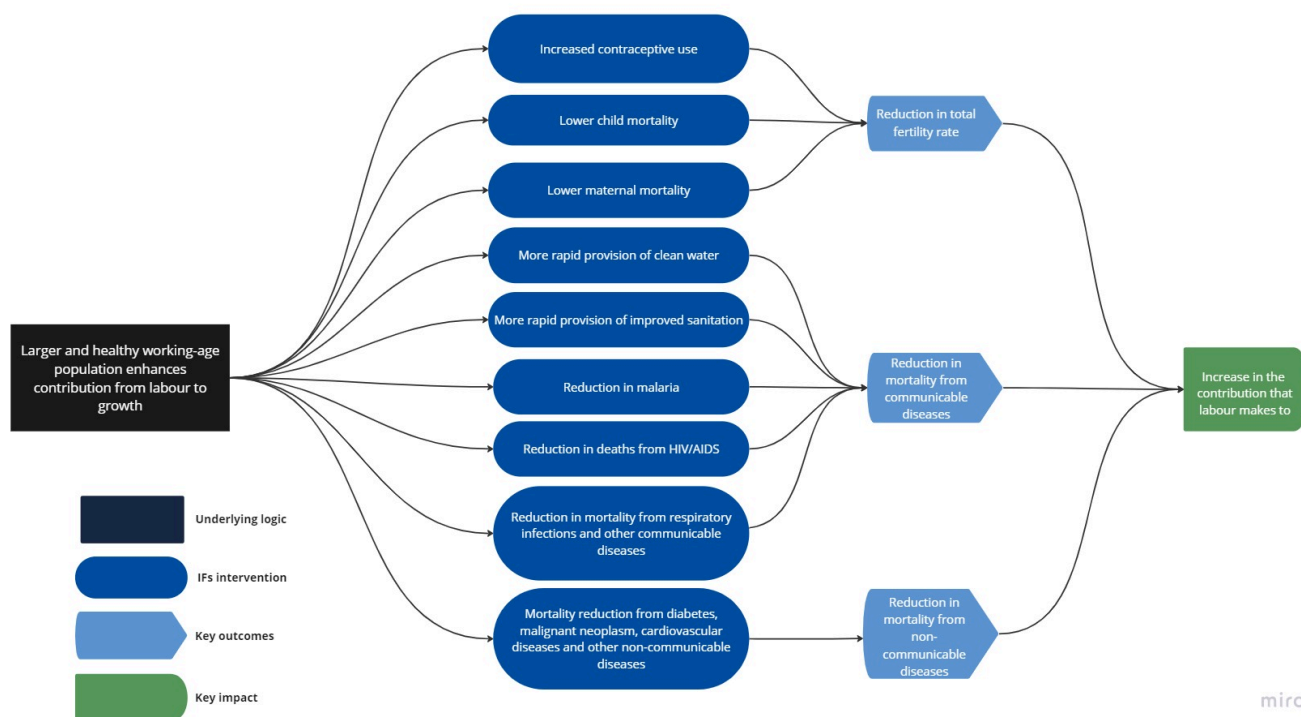 Increased contraceptive use
Lower child mortality
Lower maternal mortality
More rapid provision of clean water
More rapid provision of improved sanitation
Reduction in malaria
Reduction in deaths from HIV/AIDS
Reduction in mortality from respiratory
infections and other communicable
diseases
Mortality reduction from diabetes,
malignant neoplasm, cardiovascular
diseases and other non-communicable
diseases
Reduction in total
fertility rate
Reduction in
mortality from
communicable
diseases
Reduction in
mortality from
non-
communicable
diseases
Larger and healthy working-age
population enhances
contribution from labour to
growth
Increase in the
contribution that
labour makes to
Underlying logic
IFs intervention
Key outcomes
Key impact